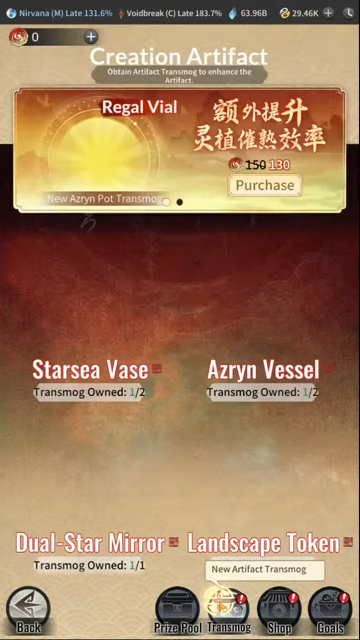 Nirvana (M) Late 131.6% Voidbreak (C) Late 183.7% 63.96B 29.46K
0
Creation Artifact
Obtain Artifact Transmog to enhance the
Artifact.
Regal Vial
额外提升
灵植催熟效率
150 130
Purchase
New Azryn Pot Transmog
Starsea Vase
Azryn Vessel
Transmog Owned: 1/2
Transmog Owned: 1/2
Dual-Star Mirror
Landscape Token
Transmog Owned: 1/1
New Artifact Transmog
Back
Prize Pool
Transmog
Shop
Goals